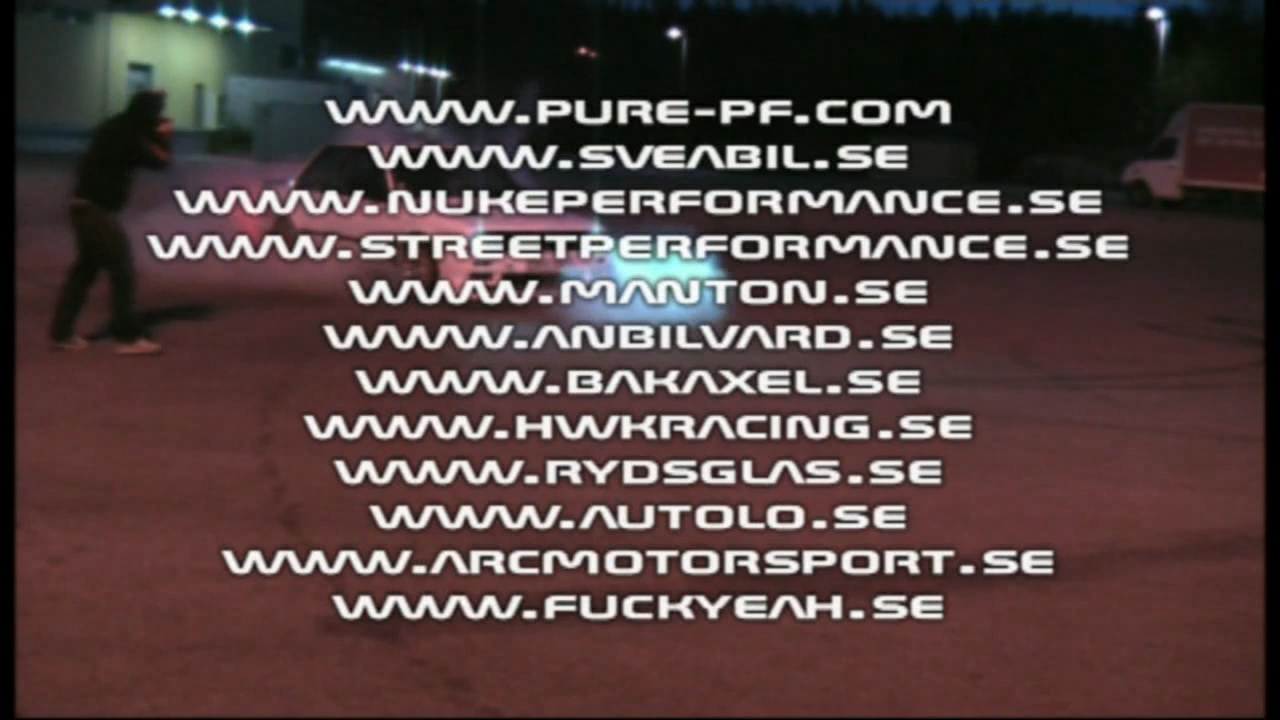 WWW.PURE-PF.COM
WWW.SVEABIL.SE
WWW.NUKEPERFORMANCE.SE
WWW.STREETPERFORMANCE.SE
WWW.MANTON.SE
WWW.ANBILVARD.SE
WWW.BAKAXEL.SE
WWW.HWKRACING.SE
WWW.RYDSGLAS.SE
WWW.AUTOLO.SE
WWW.ARCMOTORSPORT.SE
WWW.FUCKYEAH.SE